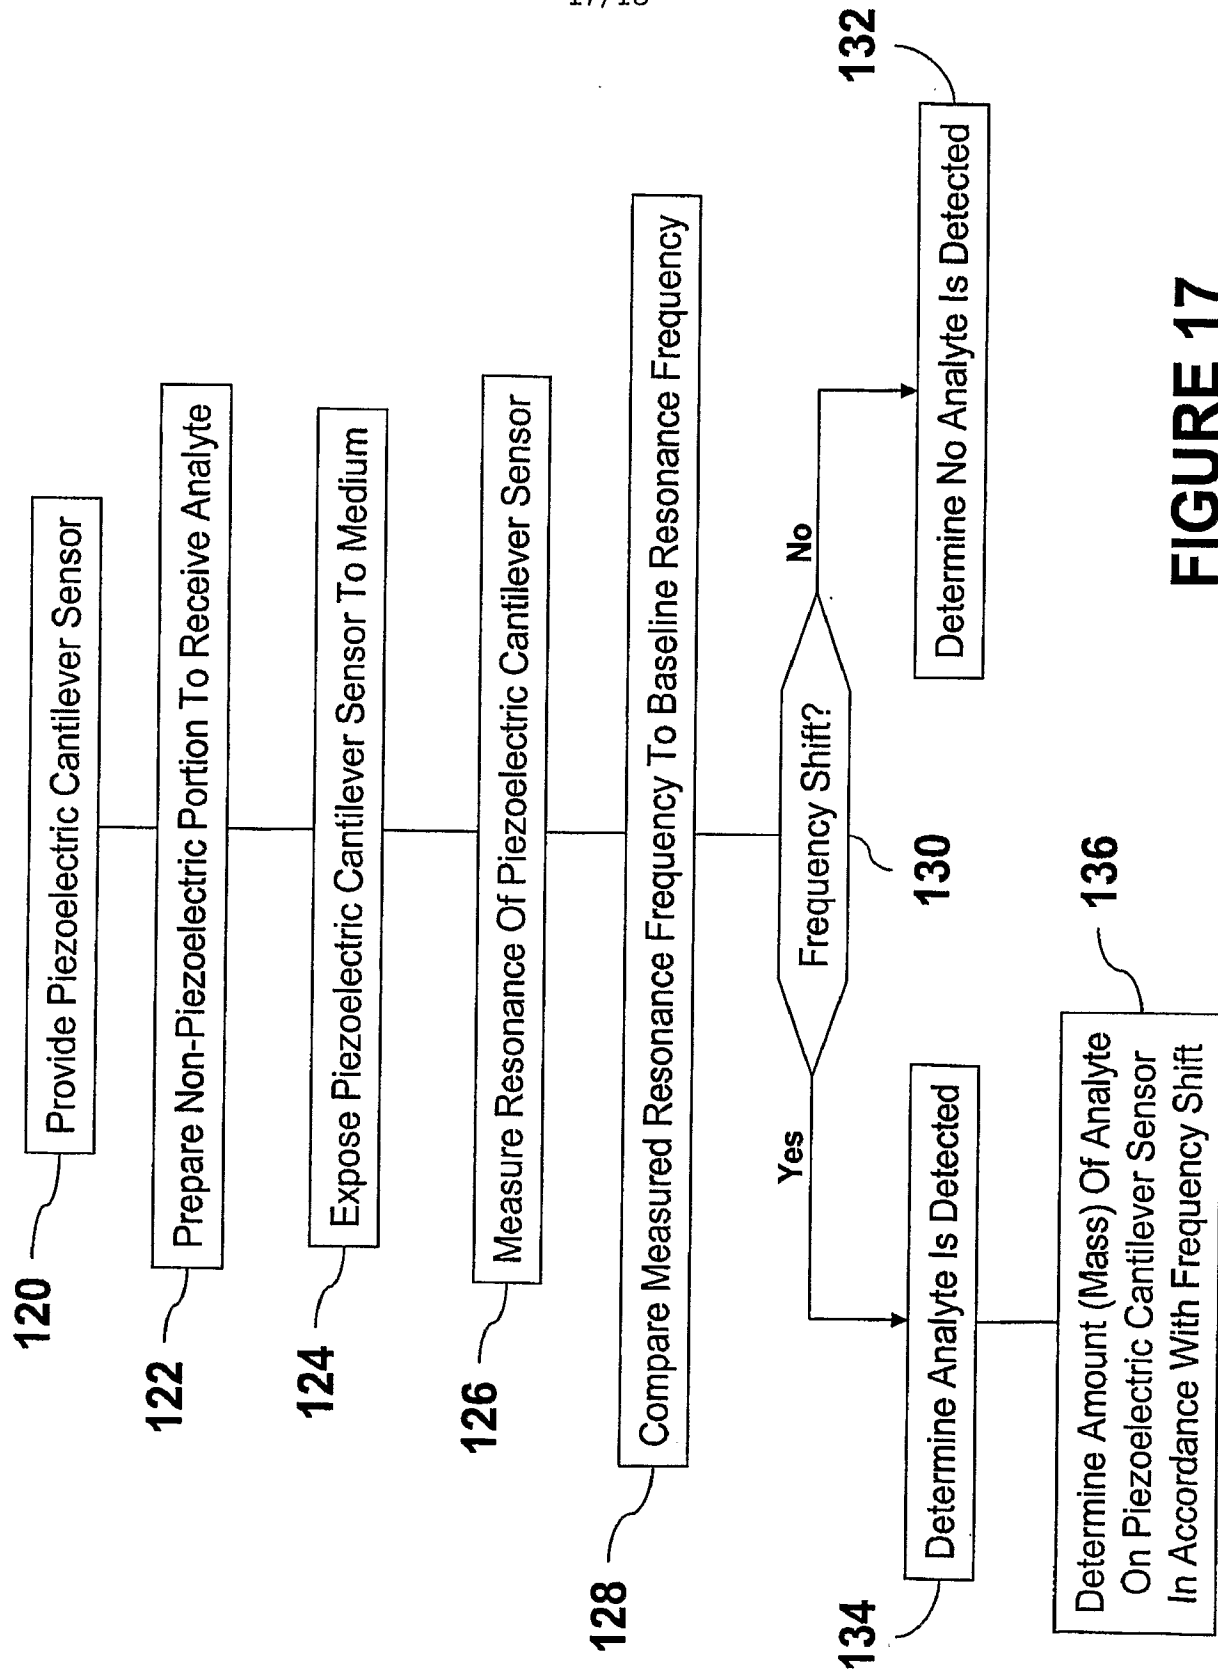 17/18
120
Provide Piezoelectric Cantilever Sensor
122
Prepare Non-Piezoelectric Portion To Receive Analyte
124
Expose Piezoelectric Cantilever Sensor To Medium
126
Measure Resonance Of Piezoelectric Cantilever Sensor
128
Compare Measured Resonance Frequency To Baseline Resonance Frequency
Frequency Shift?
130
Yes
No
134
Determine Analyte Is Detected
132
Determine No Analyte Is Detected
136
Determine Amount (Mass) Of Analyte
On Piezoelectric Cantilever Sensor
In Accordance With Frequency Shift
FIGURE 17